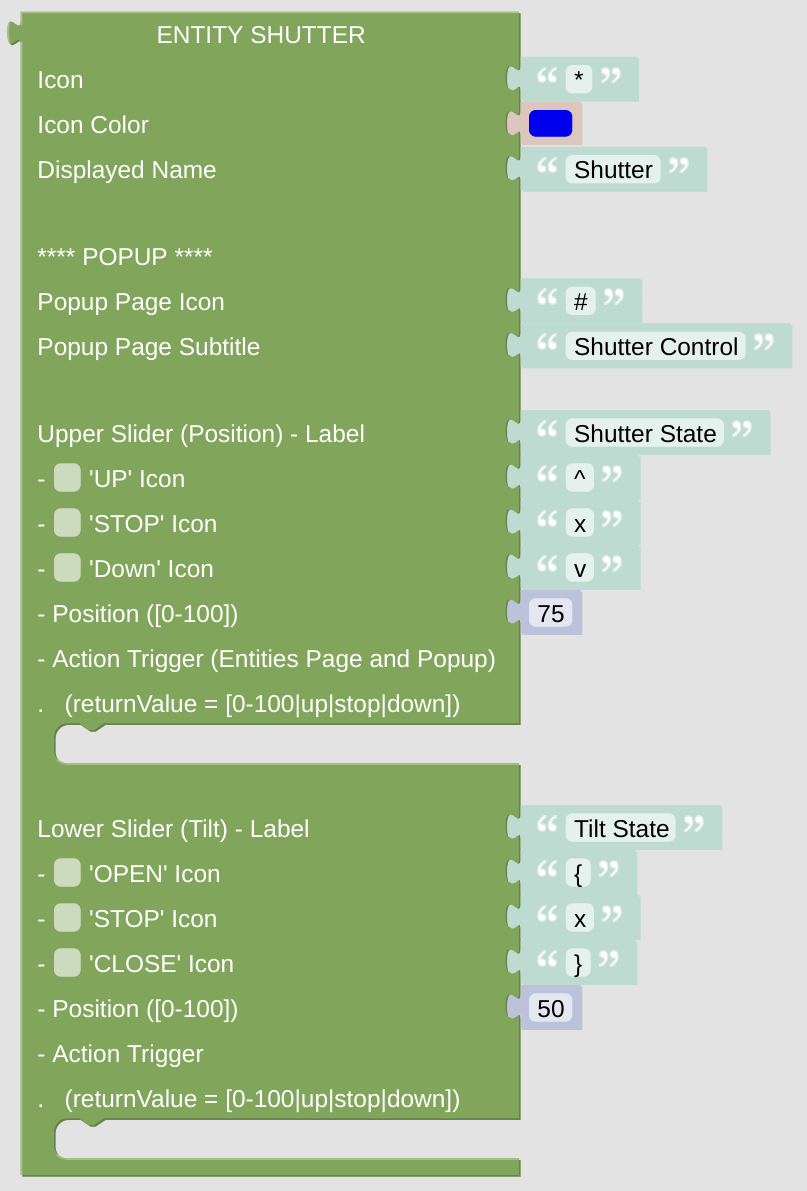 ENTITY SHUTTER
Icon “ * ”
Icon Color
Displayed Name “ Shutter ”
**** POPUP ****
Popup Page Icon “ # ”
Popup Page Subtitle “ Shutter Control ”
Upper Slider (Position) - Label “ Shutter State ”
- 'UP' Icon “ ^ ”
- 'STOP' Icon “ x ”
- 'Down' Icon “ v ”
- Position ([0-100]) 75
- Action Trigger (Entities Page and Popup)
. (returnValue = [0-100|up|stop|down])
Lower Slider (Tilt) - Label “ Tilt State ”
- 'OPEN' Icon “ { ”
- 'STOP' Icon “ x ”
- 'CLOSE' Icon “ } ”
- Position ([0-100]) 50
- Action Trigger
. (returnValue = [0-100|up|stop|down])